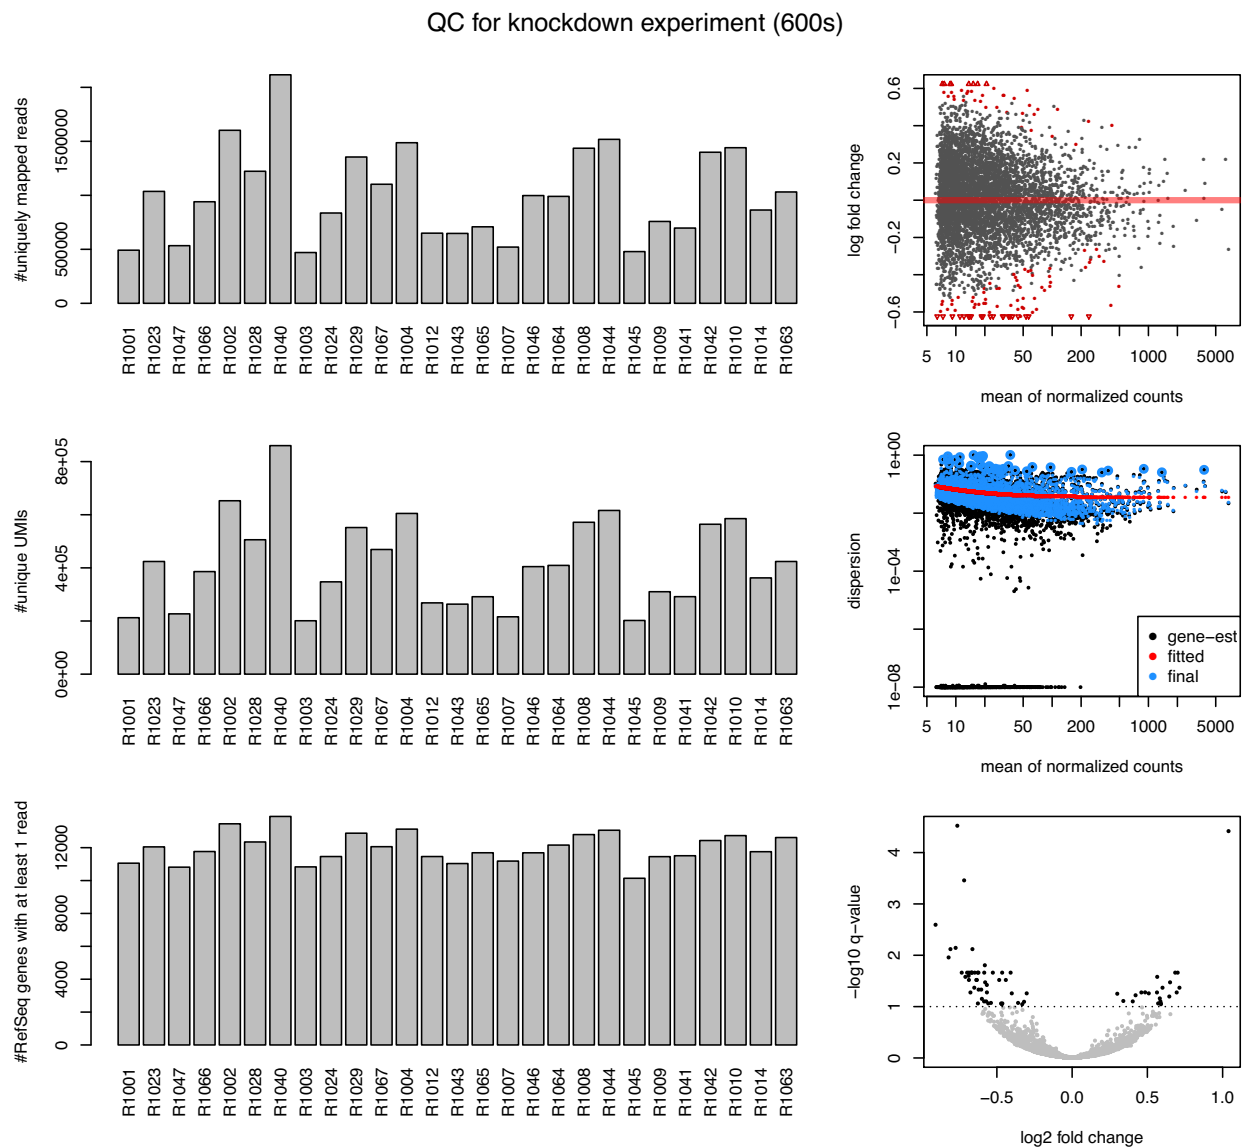 QC for knockdown experiment (600s)
#uniquely mapped reads
0
500000
1500000
R1001 R1023 R1047 R1066 R1002 R1028 R1040 R1003 R1024 R1029 R1067 R1004 R1012 R1043 R1065 R1007 R1046 R1064 R1008 R1044 R1045 R1009 R1041 R1042 R1010 R1014 R1063
log fold change
0.6
0.2
−0.2
−0.6
5 10 50 200 1000 5000
mean of normalized counts
#unique UMIs
0e+00
4e+05
8e+05
R1001 R1023 R1047 R1066 R1002 R1028 R1040 R1003 R1024 R1029 R1067 R1004 R1012 R1043 R1065 R1007 R1046 R1064 R1008 R1044 R1045 R1009 R1041 R1042 R1010 R1014 R1063
dispersion
1e+00
1e−04
1e−08
gene−est
fitted
final
5 10 50 200 1000 5000
mean of normalized counts
#RefSeq genes with at least 1 read
0
4000
8000
12000
R1001 R1023 R1047 R1066 R1002 R1028 R1040 R1003 R1024 R1029 R1067 R1004 R1012 R1043 R1065 R1007 R1046 R1064 R1008 R1044 R1045 R1009 R1041 R1042 R1010 R1014 R1063
−log10 q−value
4
3
2
1
0
−0.5 0.0 0.5 1.0
log2 fold change